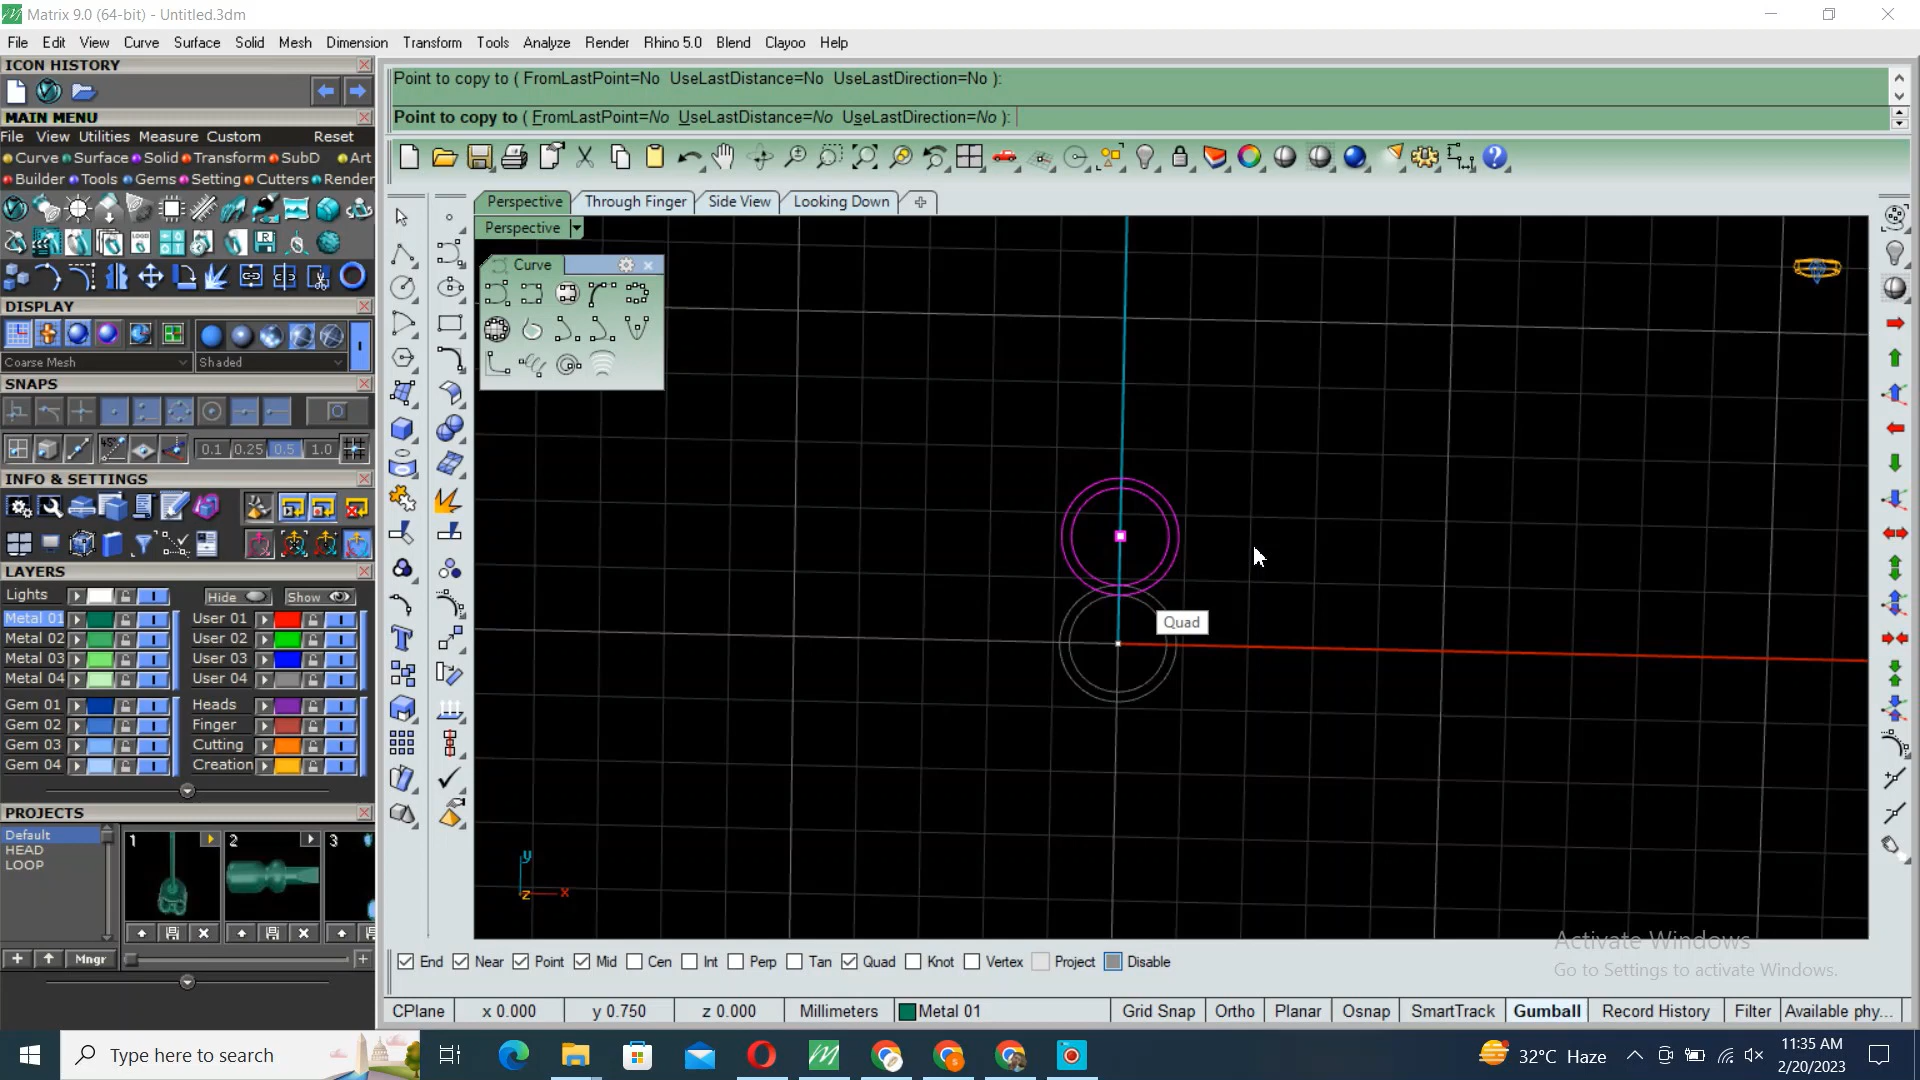 Matrix 9.0 (64-bit) - Untitled.3dm
File Edit View Curve Surface Solid Mesh Dimension Transform Tools Analyze Render Rhino 5.0 Blend Clayoo Help
ICON HISTORY
MAIN MENU
File View Utilities Measure Custom Reset
Curve Surface Solid Transform SubD Art
Builder Tools Gems Setting Cutters Render
DISPLAY
Coarse Mesh Shaded
SNAPS
0.1 0.25 0.5 1.0
INFO & SETTINGS
LAYERS
Lights Hide Show
Metal 01 User 01
Metal 02 User 02
Metal 03 User 03
Metal 04 User 04
Gem 01 Heads
Gem 02 Finger
Gem 03 Cutting
Gem 04 Creation
PROJECTS
Default
HEAD
LOOP
1 2 3
Mngr
Point to copy to ( FromLastPoint=No UseLastDistance=No UseLastDirection=No ):
Point to copy to ( FromLastPoint=No UseLastDistance=No UseLastDirection=No ):
Perspective Through Finger Side View Looking Down
Perspective
Curve
Quad
y
z x
Activate Windows
Go to Settings to activate Windows.
End Near Point Mid Cen Int Perp Tan Quad Knot Vertex Project Disable
CPlane x 0.000 y 0.750 z 0.000 Millimeters Metal 01 Grid Snap Ortho Planar Osnap SmartTrack Gumball Record History Filter Available phy...
Type here to search
32°C Haze
11:35 AM
2/20/2023